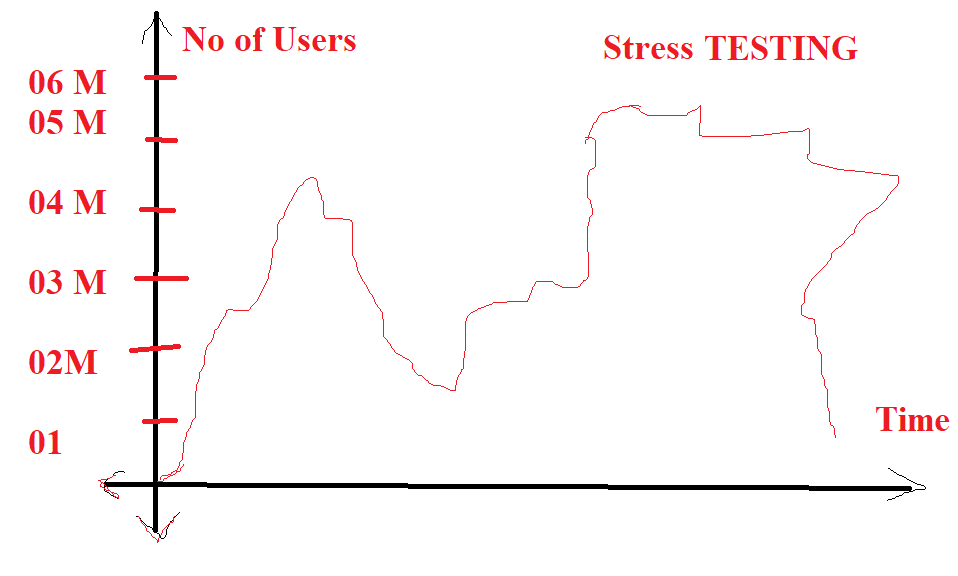 No of Users
Stress TESTING
06 M
05 M
04 M
03 M
02M
01
Time